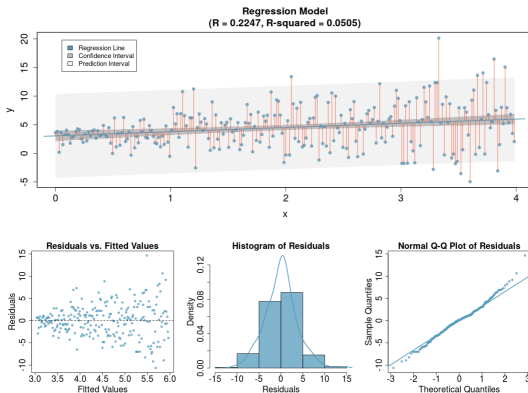 Regression Model
(R = 0.2247, R-squared = 0.0505)
Regression Line
Confidence Interval
Prediction Interval
y
20
15
10
5
0
-5
0 1 2 3 4
x
Residuals vs. Fitted Values
Residuals
15
10
5
0
-5
-10
3.0 3.5 4.0 4.5 5.0 5.5 6.0
Fitted Values
Histogram of Residuals
Density
0.12
0.08
0.04
0.00
-15 -10 -5 0 5 10 15
Residuals
Normal Q-Q Plot of Residuals
Sample Quantiles
15
10
5
0
-5
-10
-3 -2 -1 0 1 2 3
Theoretical Quantiles